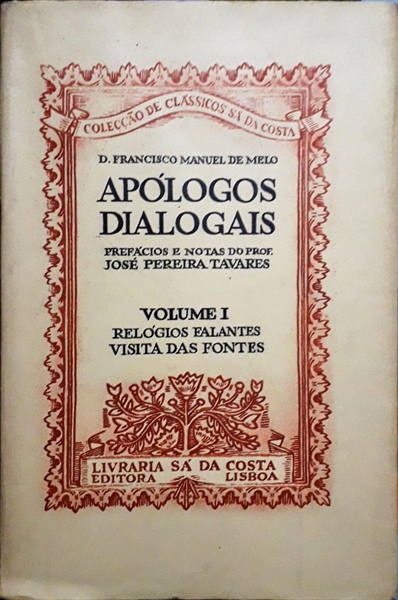 COLECÇÃO DE CLÁSSICOS SÁ DA COSTA
D. FRANCISCO MANUEL DE MELO
APÓLOGOS
DIALOGAIS
PREFÁCIOS E NOTAS DO PROF.
JOSÉ PEREIRA TAVARES
VOLUME I
RELÓGIOS FALANTES
VISITA DAS FONTES
LIVRARIA SÁ DA COSTA
EDITORA LISBOA